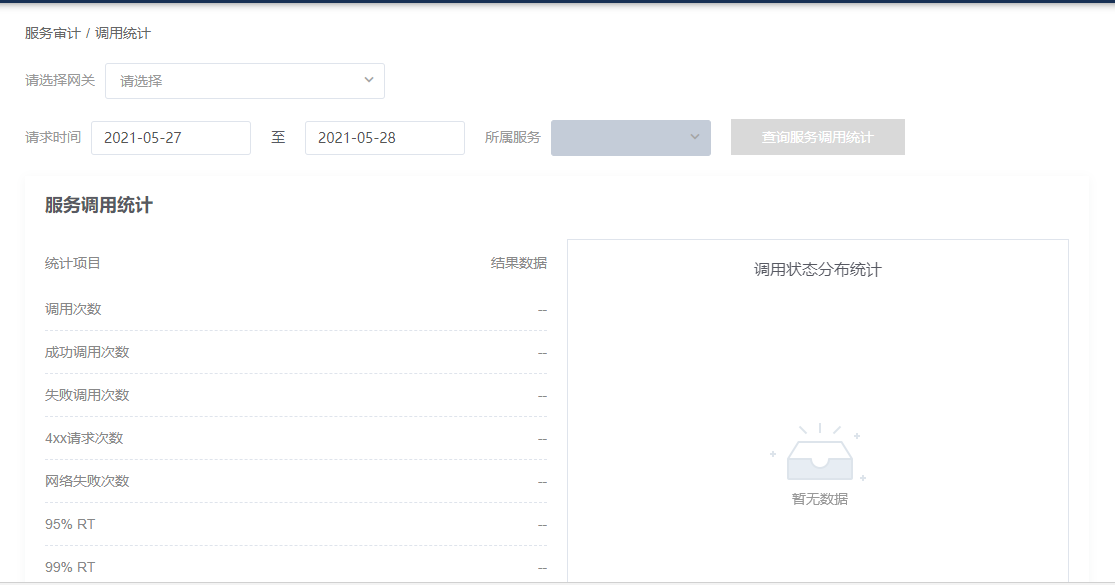 服务审计 / 调用统计
请选择网关 请选择
请求时间 2021-05-27 至 2021-05-28 所属服务 查询服务调用统计
服务调用统计
统计项目 结果数据
调用状态分布统计
调用次数 --
成功调用次数 --
失败调用次数 --
4xx请求次数 --
网络失败次数 --
95% RT --
99% RT --
暂无数据